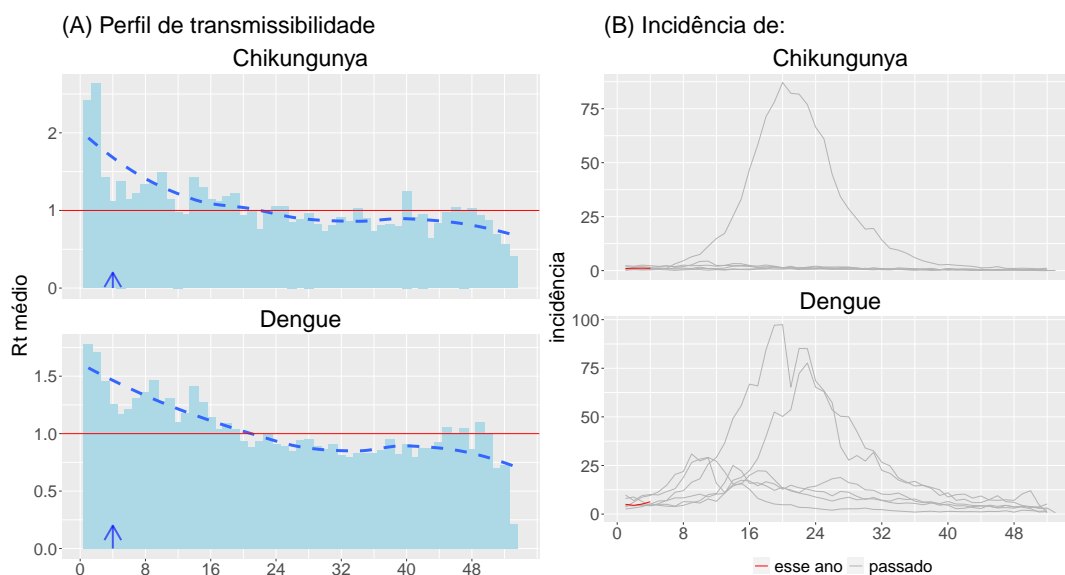 (A) Perfil de transmissibilidade
Chikungunya
2
1
0
Dengue
1.5
1.0
0.5
0.0
0 8 16 24 32 40 48
Rt médio
(B) Incidência de:
Chikungunya
75
50
25
0
Dengue
100
75
50
25
0
0 8 16 24 32 40 48
incidência
esse ano passado